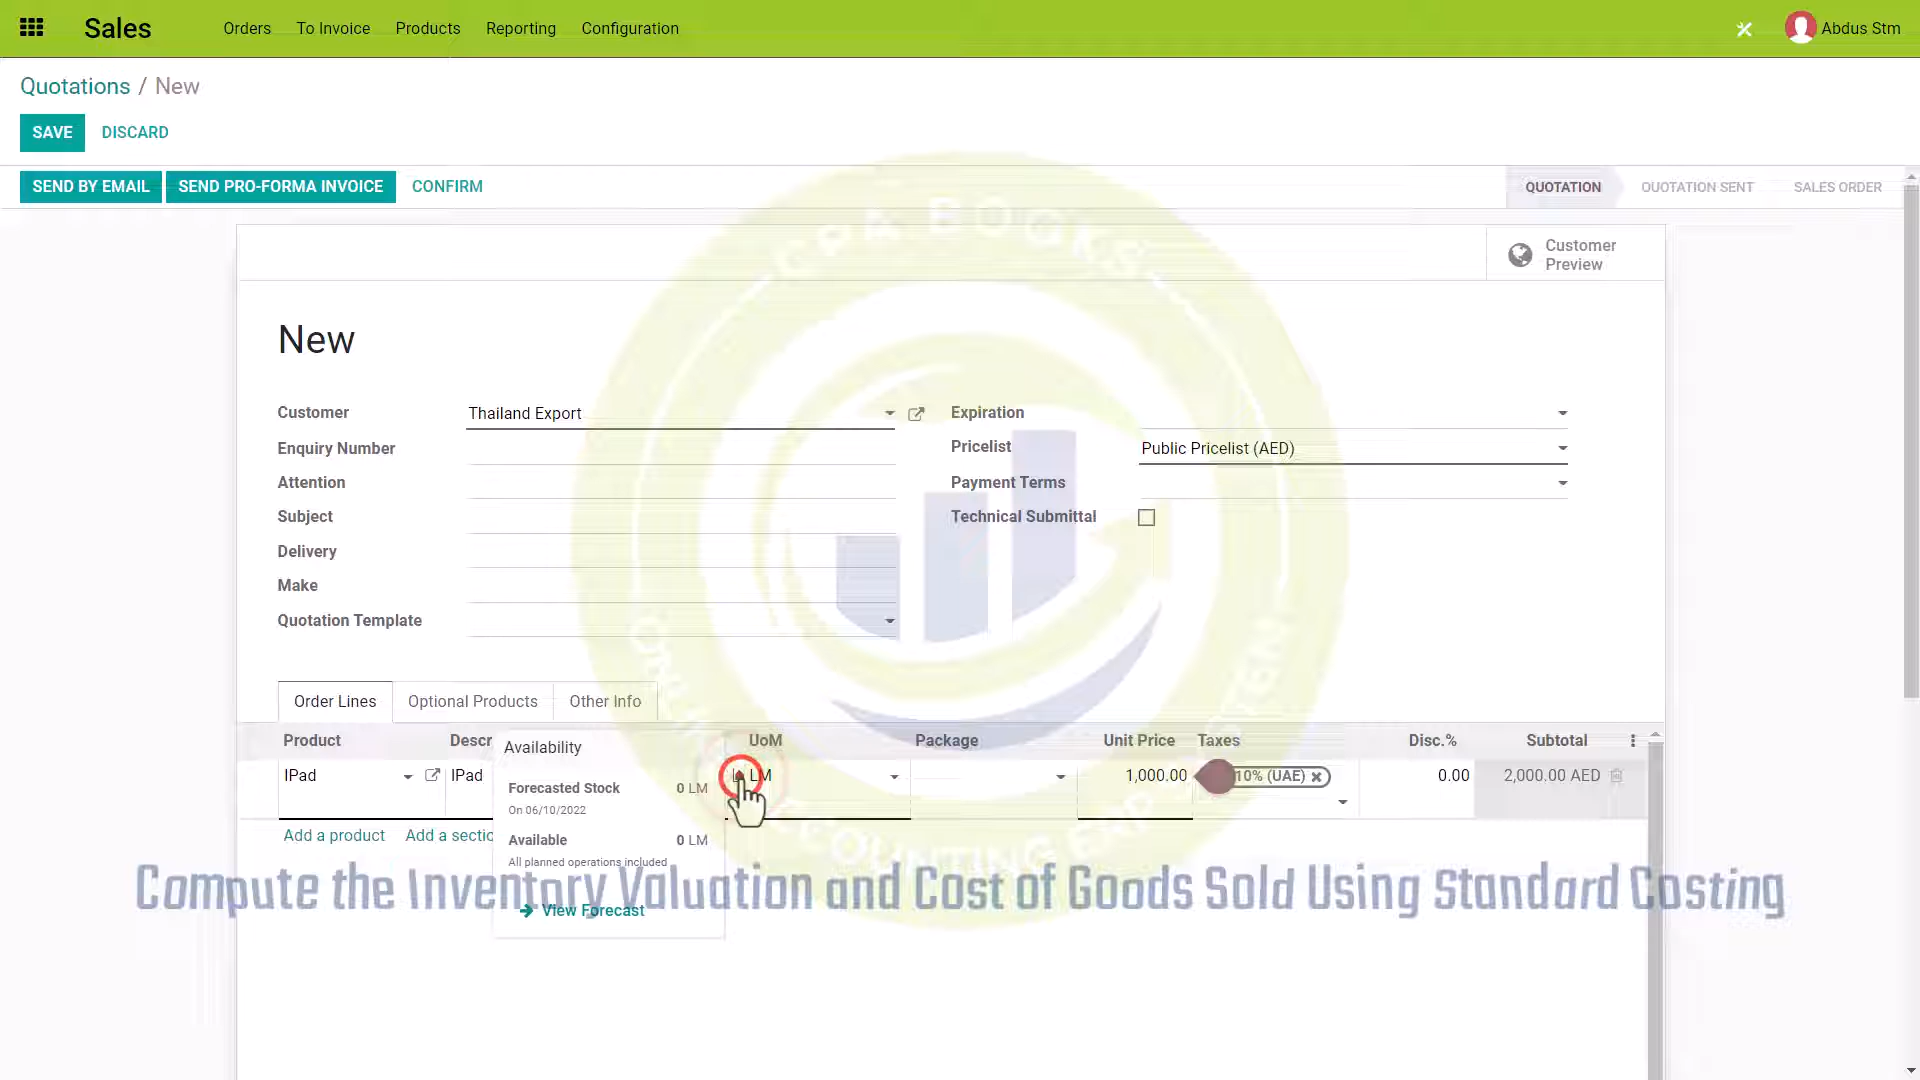 Sales
Orders
To Invoice
Products
Reporting
Configuration
Abdus Stm
Quotations / New
SAVE
DISCARD
SEND BY EMAIL
SEND PRO-FORMA INVOICE
CONFIRM
QUOTATION
QUOTATION SENT
SALES ORDER
Customer
Preview
New
Customer
Thailand Export
Enquiry Number
Attention
Subject
Delivery
Make
Quotation Template
Expiration
Pricelist
Public Pricelist (AED)
Payment Terms
Technical Submittal
Order Lines
Optional Products
Other Info
Product
Descr
UoM
Package
Unit Price
Taxes
Disc.%
Subtotal
IPad
IPad
LM
1,000.00
10% (UAE)
0.00
2,000.00 AED
Availability
Forecasted Stock
0 LM
On 06/10/2022
Available
0 LM
All planned operations included
View Forecast
Add a product
Add a sectio
Compute the Inventory Valuation and Cost of Goods Sold Using Standard Costing